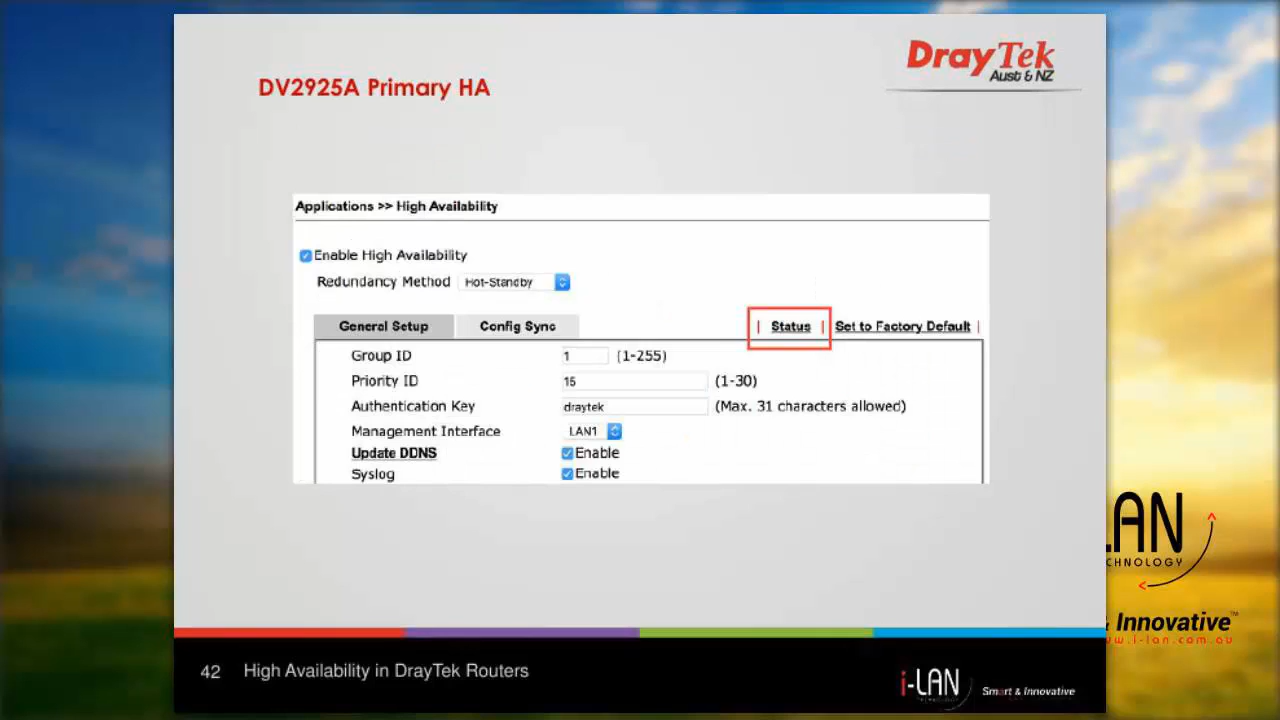 DrayTek
Aust & NZ
DV2925A Primary HA
Applications >> High Availability
Enable High Availability
Redundancy Method Hot-Standby
General Setup Config Sync | Status | Set to Factory Default |
Group ID 1 (1-255)
Priority ID 15 (1-30)
Authentication Key draytek (Max. 31 characters allowed)
Management Interface LAN1
Update DDNS Enable
Syslog Enable
LAN
CHNOLOGY
& Innovative™
www.i-lan.com.au
42 High Availability in DrayTek Routers
i-LAN
TECHNOLOGY
Smart & Innovative